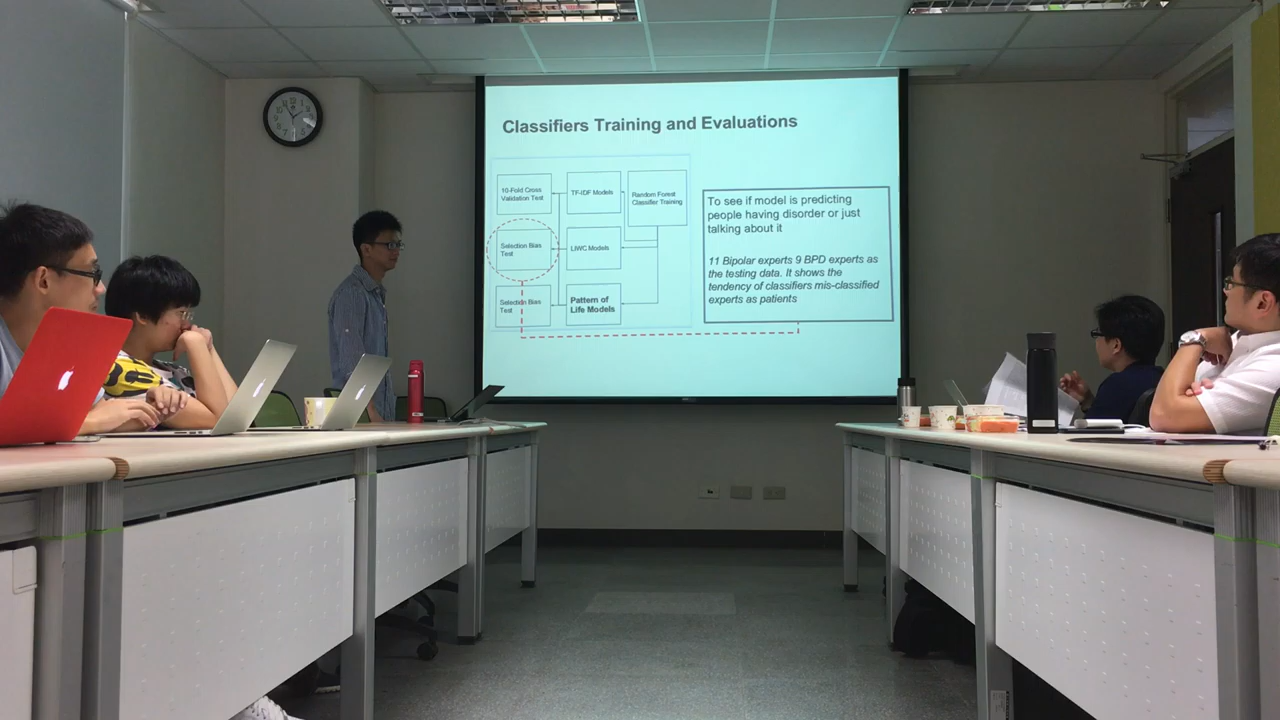 Classifiers Training and Evaluations
10-Fold Cross
Validation Test
TF-IDF Models
Random Forest
Classifier Training
Selection Bias
Test
LIWC Models
Selection Bias
Test
Pattern of
Life Models
To see if model is predicting
people having disorder or just
talking about it
11 Bipolar experts 9 BPD experts as
the testing data. It shows the
tendency of classifiers mis-classified
experts as patients